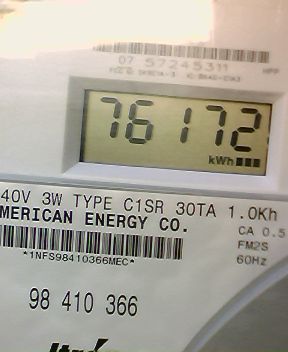 07 57245311
76172
kWh
40V 3W TYPE C1SR 30TA 1.0Kh
MERICAN ENERGY CO.
CA 0.5
FM2S
60Hz
*1NFS98410366MEC*
98 410 366